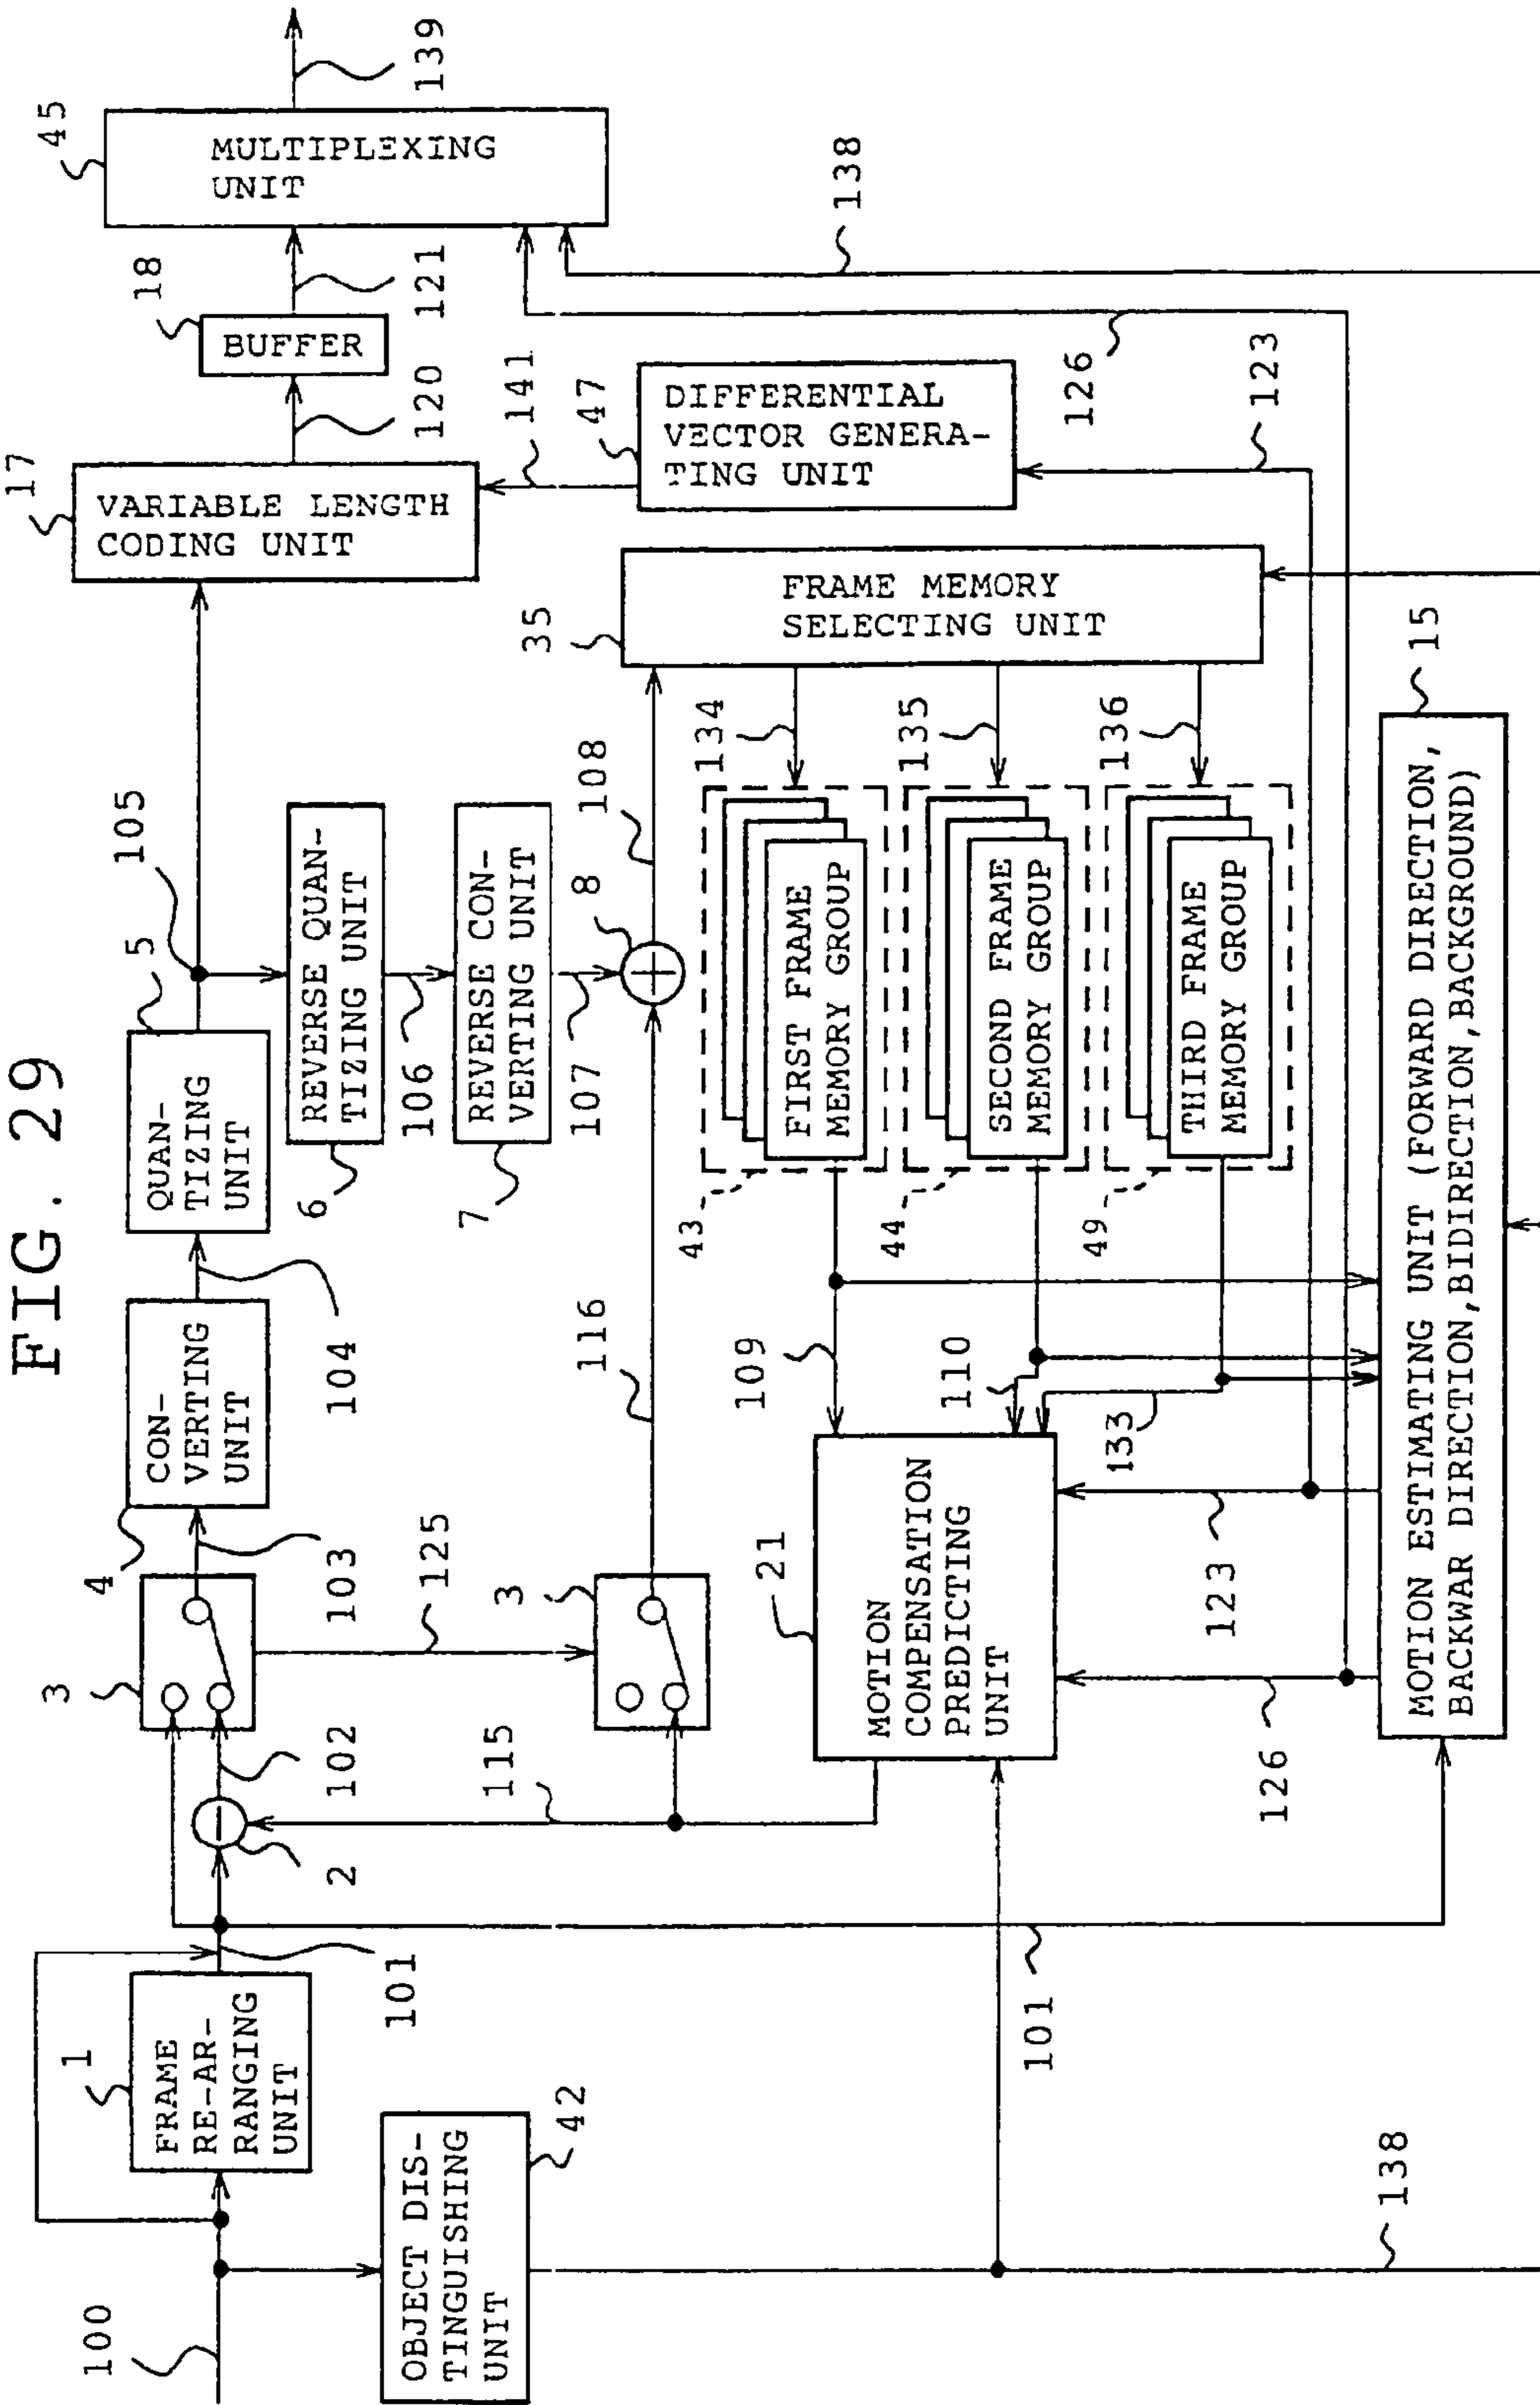 FIG. 29
100
1
FRAME
RE-AR-
RANGING
UNIT
101
2
102
3
103
4
CON-
VERTING
UNIT
104
5
QUAN-
TIZING
UNIT
105
17
VARIABLE LENGTH
CODING UNIT
120
18
BUFFER
121
45
MULTIPLEXING
UNIT
139
42
OBJECT DIS-
TINGUISHING
UNIT
115
125
3
116
6
REVERSE QUAN-
TIZING UNIT
106
7
REVERSE CON-
VERTING UNIT
107
8
108
35
FRAME MEMORY
SELECTING UNIT
141
47
DIFFERENTIAL
VECTOR GENERA-
TING UNIT
138
126
123
21
MOTION
COMPENSATION
PREDICTING
UNIT
109
110
133
43
FIRST FRAME
MEMORY GROUP
134
44
SECOND FRAME
MEMORY GROUP
135
49
THIRD FRAME
MEMORY GROUP
136
101
126
123
15
MOTION ESTIMATING UNIT (FORWARD DIRECTION,
BACKWAR DIRECTION,BIDIRECTION,BACKGROUND)
138